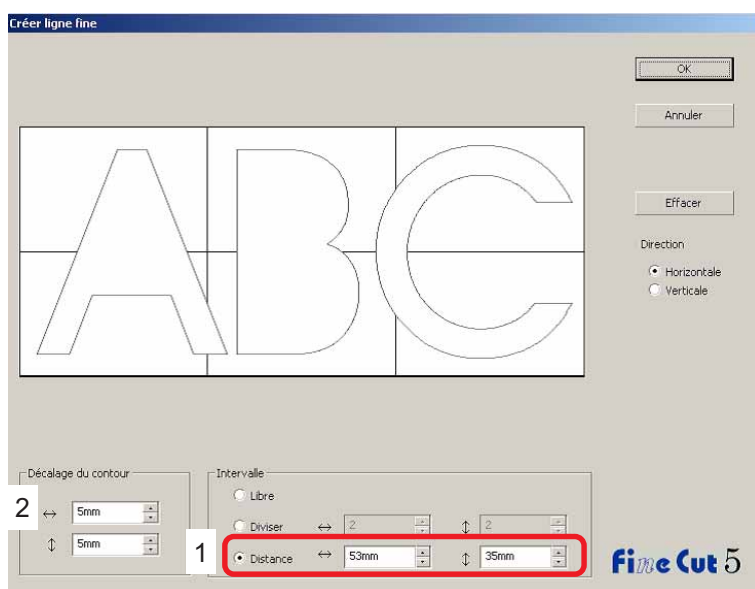 Créer ligne fine
OK
Annuler
Effacer
Direction
Horizontale
Verticale
ABC
Décalage du contour
2 ↔ 5mm
↕ 5mm
Intervalle
Libre
Diviser ↔ 2 ↕ 2
1 Distance ↔ 53mm ↕ 35mm
Fine Cut 5